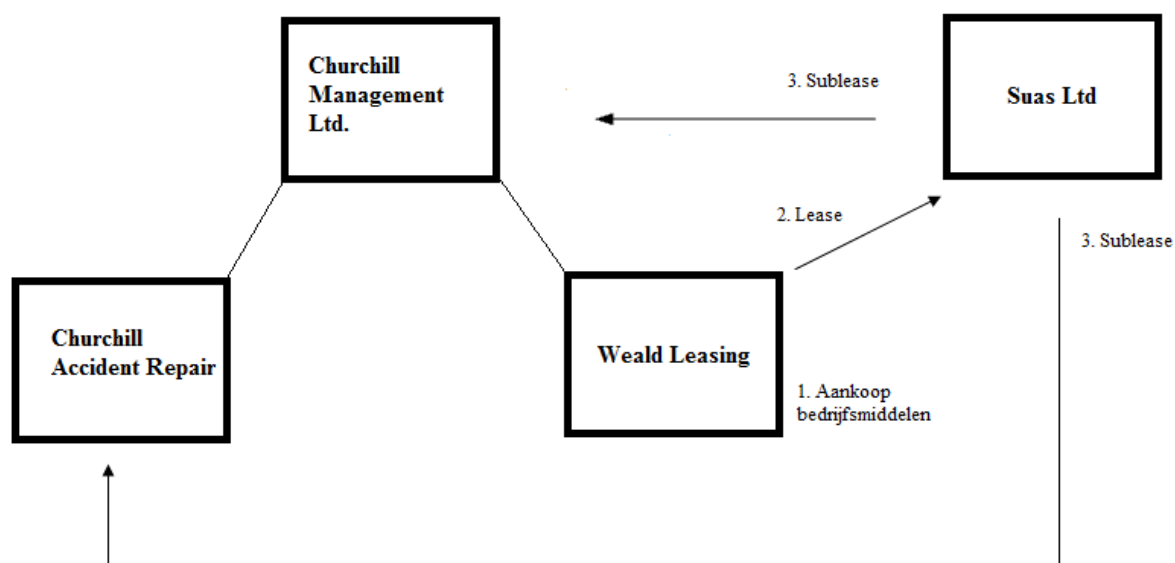 Churchill
Management
Ltd.
3. Sublease
Suas Ltd
2. Lease
3. Sublease
Churchill
Accident Repair
Weald Leasing
1. Aankoop
bedrijfsmiddelen